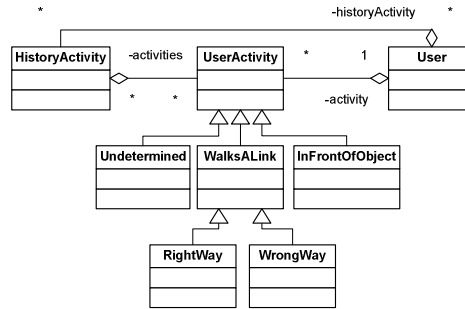 * -historyActivity *
HistoryActivity -activities UserActivity * 1 User
* * -activity
Undetermined WalksALink InFrontOfObject
RightWay WrongWay